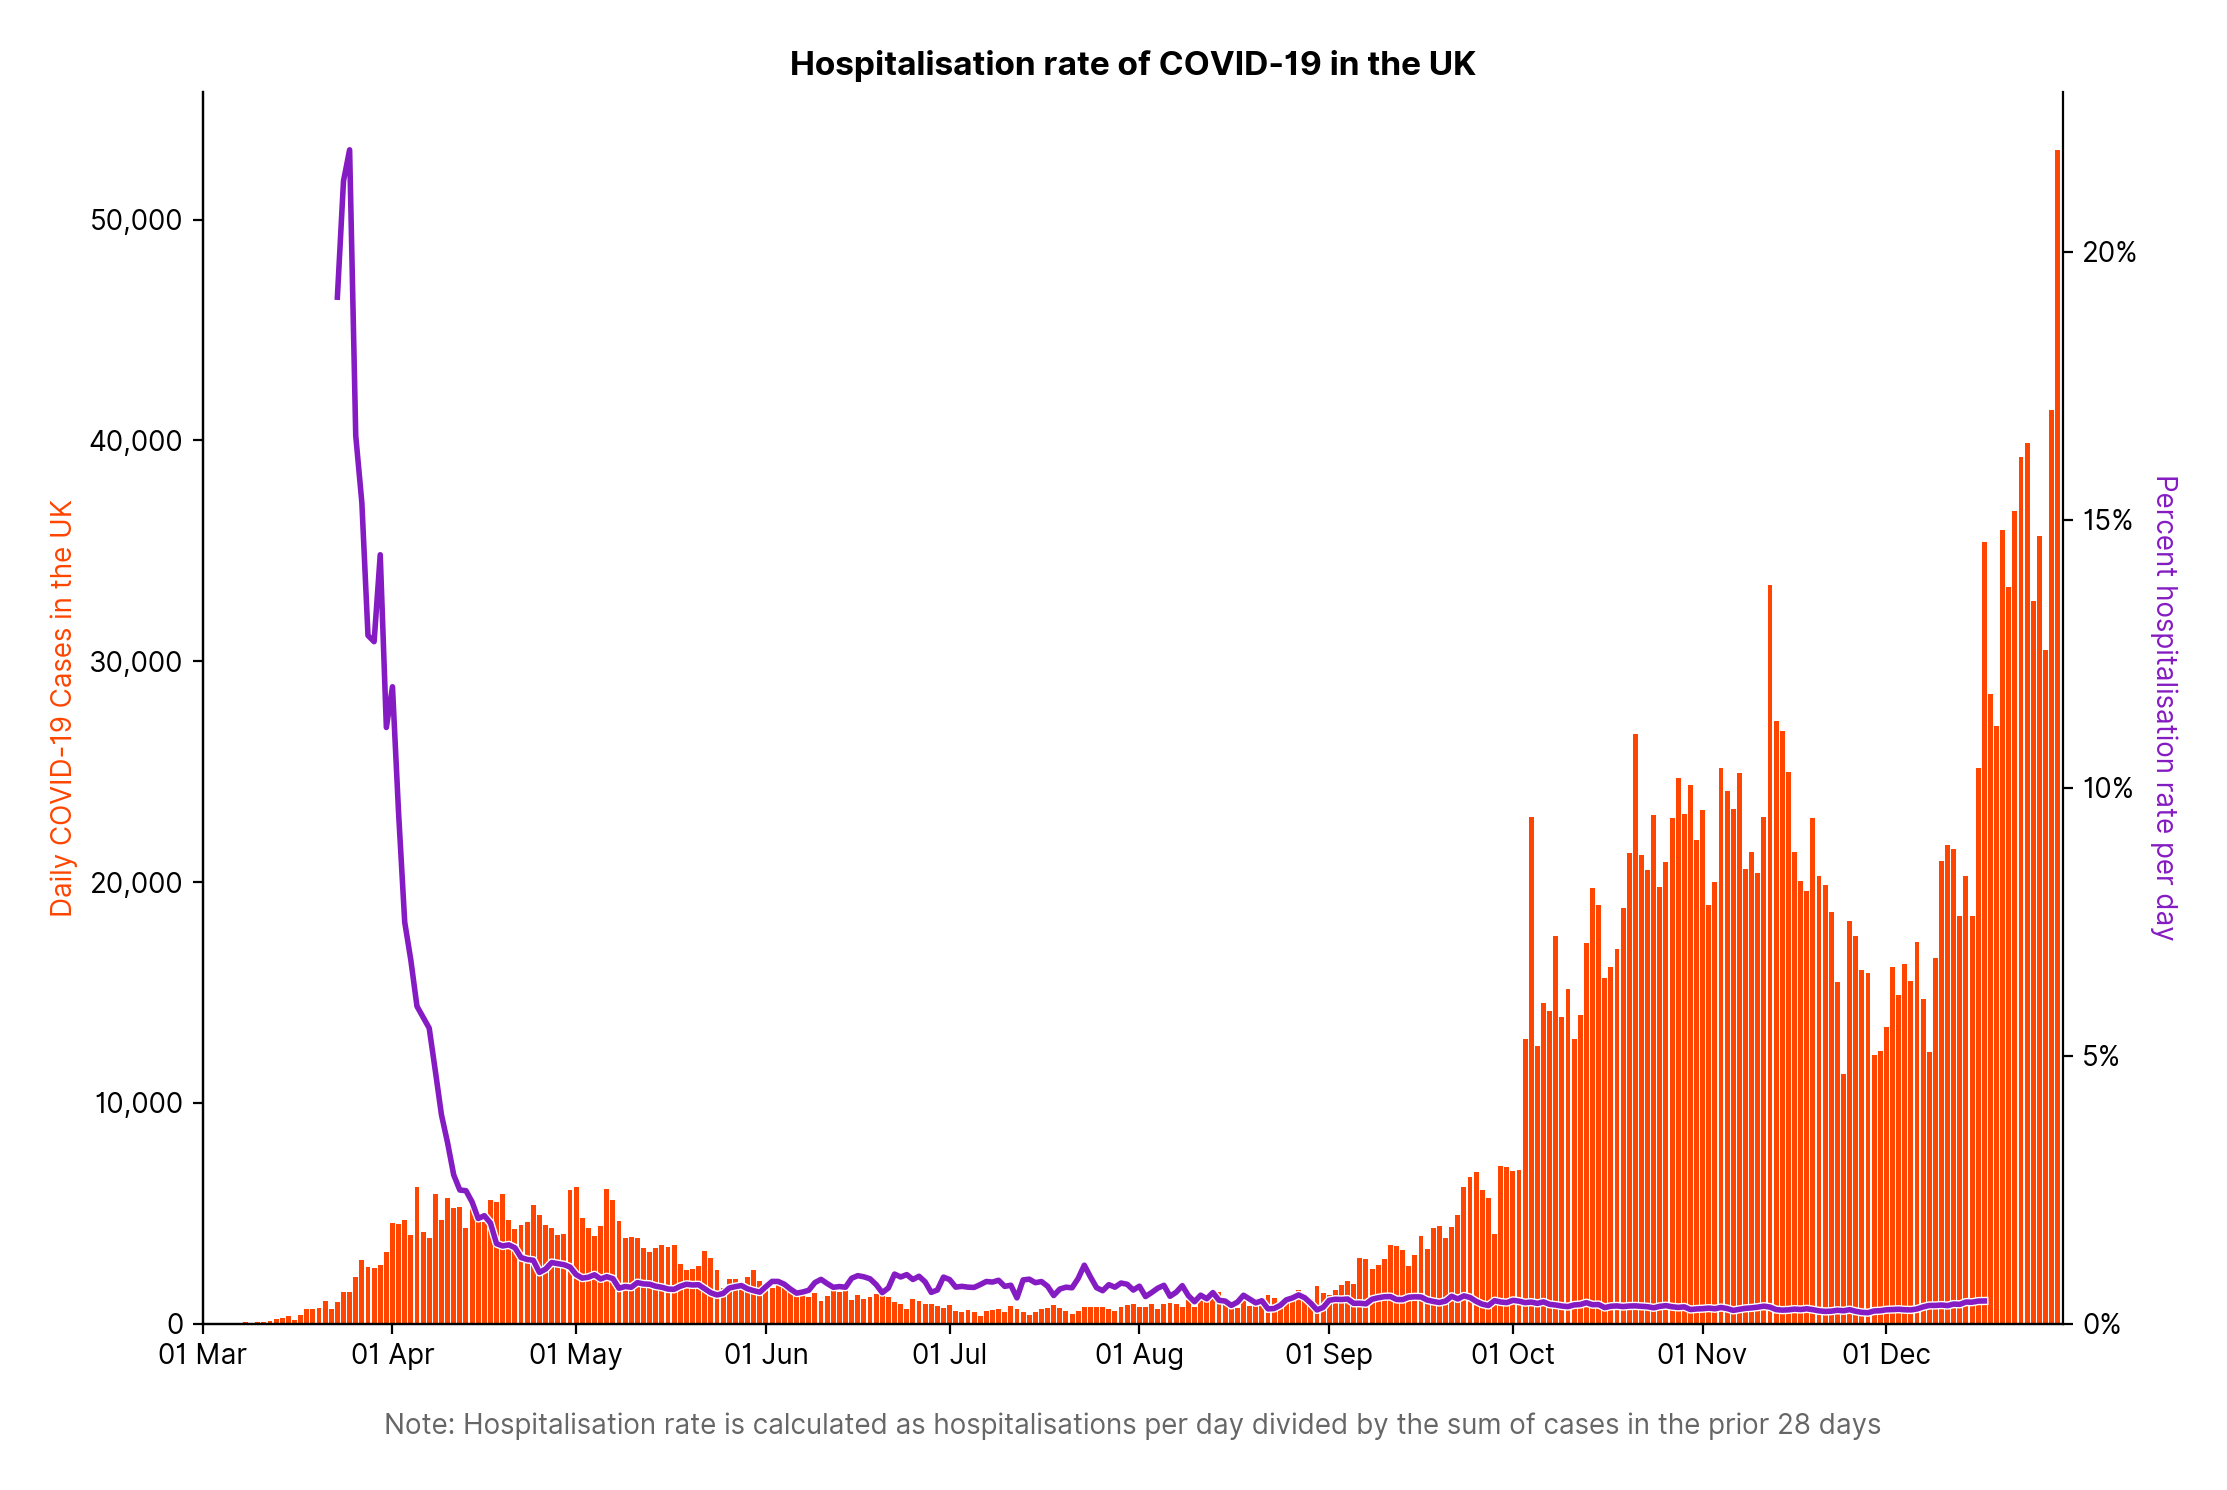 Hospitalisation rate of COVID-19 in the UK
Daily COVID-19 Cases in the UK
50,000
40,000
30,000
20,000
10,000
0
20%
15%
10%
5%
0%
Percent hospitalisation rate per day
01 Mar
01 Apr
01 May
01 Jun
01 Jul
01 Aug
01 Sep
01 Oct
01 Nov
01 Dec
Note: Hospitalisation rate is calculated as hospitalisations per day divided by the sum of cases in the prior 28 days